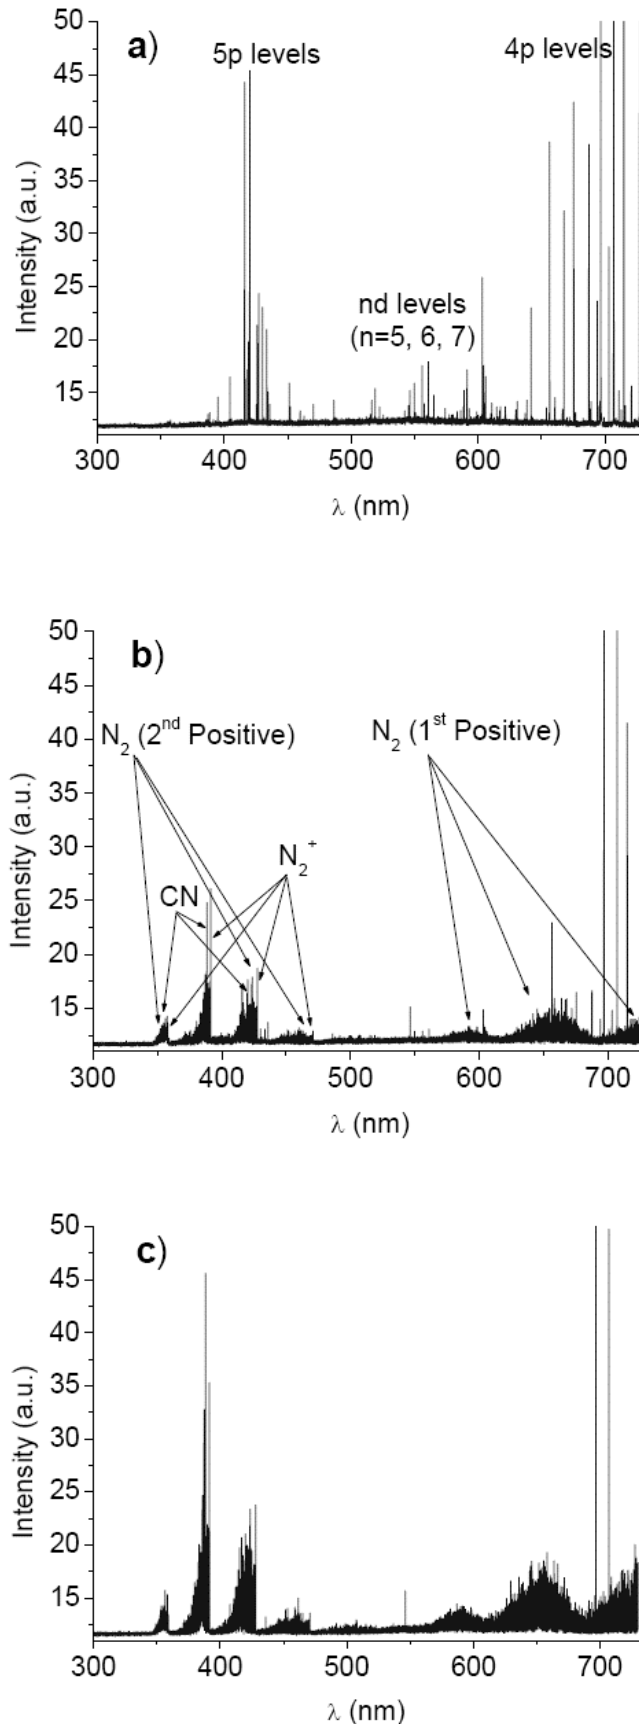 a)
5p levels
4p levels
nd levels
(n=5, 6, 7)
Intensity (a.u.)
50
45
40
35
30
25
20
15
300 400 500 600 700
λ (nm)
b)
N₂ (2nd Positive)
N₂ (1st Positive)
N₂⁺
CN
Intensity (a.u.)
50
45
40
35
30
25
20
15
300 400 500 600 700
λ (nm)
c)
Intensity (a.u.)
50
45
40
35
30
25
20
15
300 400 500 600 700
λ (nm)